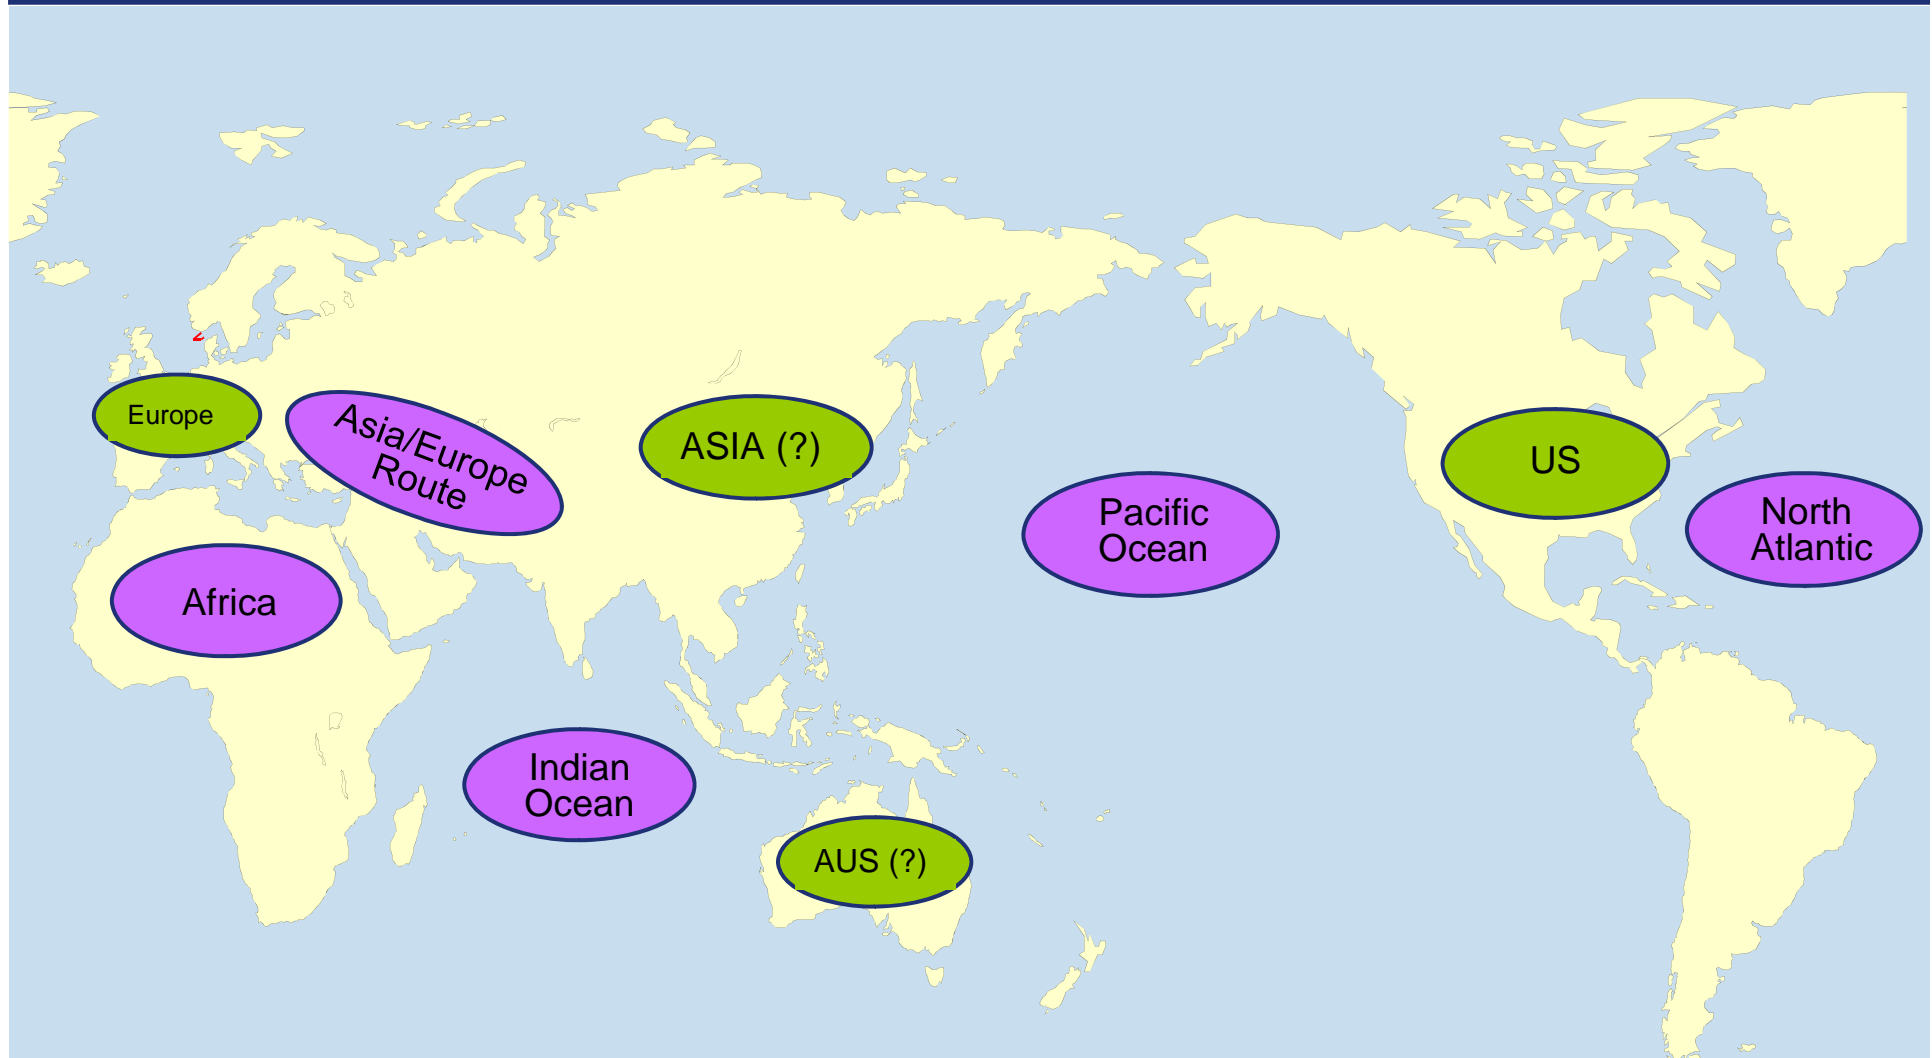 Europe
Asia/Europe
Route
ASIA (?)
US
Pacific
Ocean
North
Atlantic
Africa
Indian
Ocean
AUS (?)